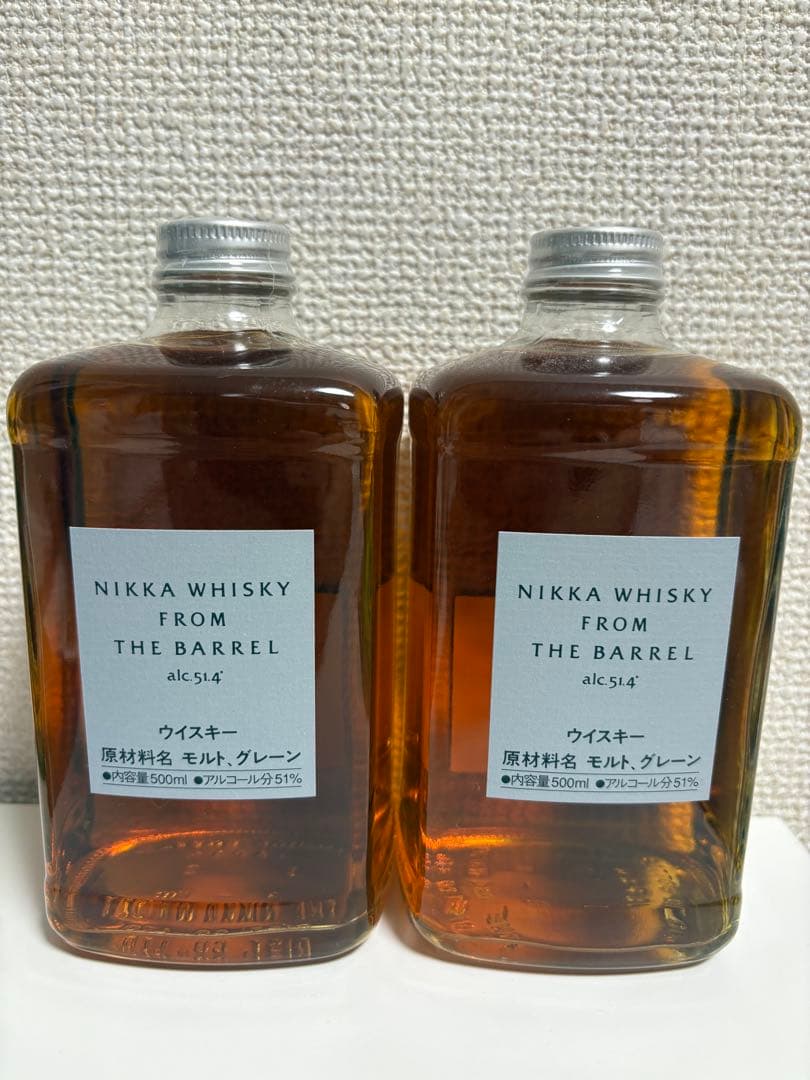 NIKKA WHISKY
FROM
THE BARREL
alc.51.4°
ウイスキー
原材料名 モルト、グレーン
●内容量500ml ●アルコール分51%
NIKKA WHISKY
FROM
THE BARREL
alc.51.4°
ウイスキー
原材料名 モルト、グレーン
●内容量500ml ●アルコール分51%